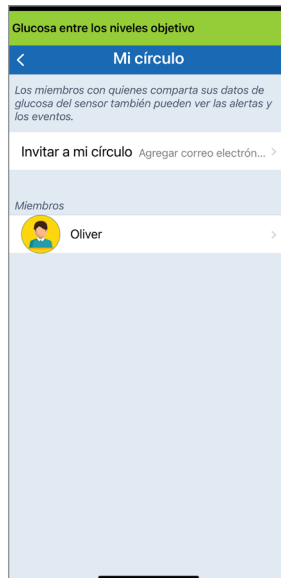 Glucosa entre los niveles objetivo
Mi círculo
Los miembros con quienes comparta sus datos de
glucosa del sensor también pueden ver las alertas y
los eventos.
Invitar a mi círculo Agregar correo electrón...
Miembros
Oliver